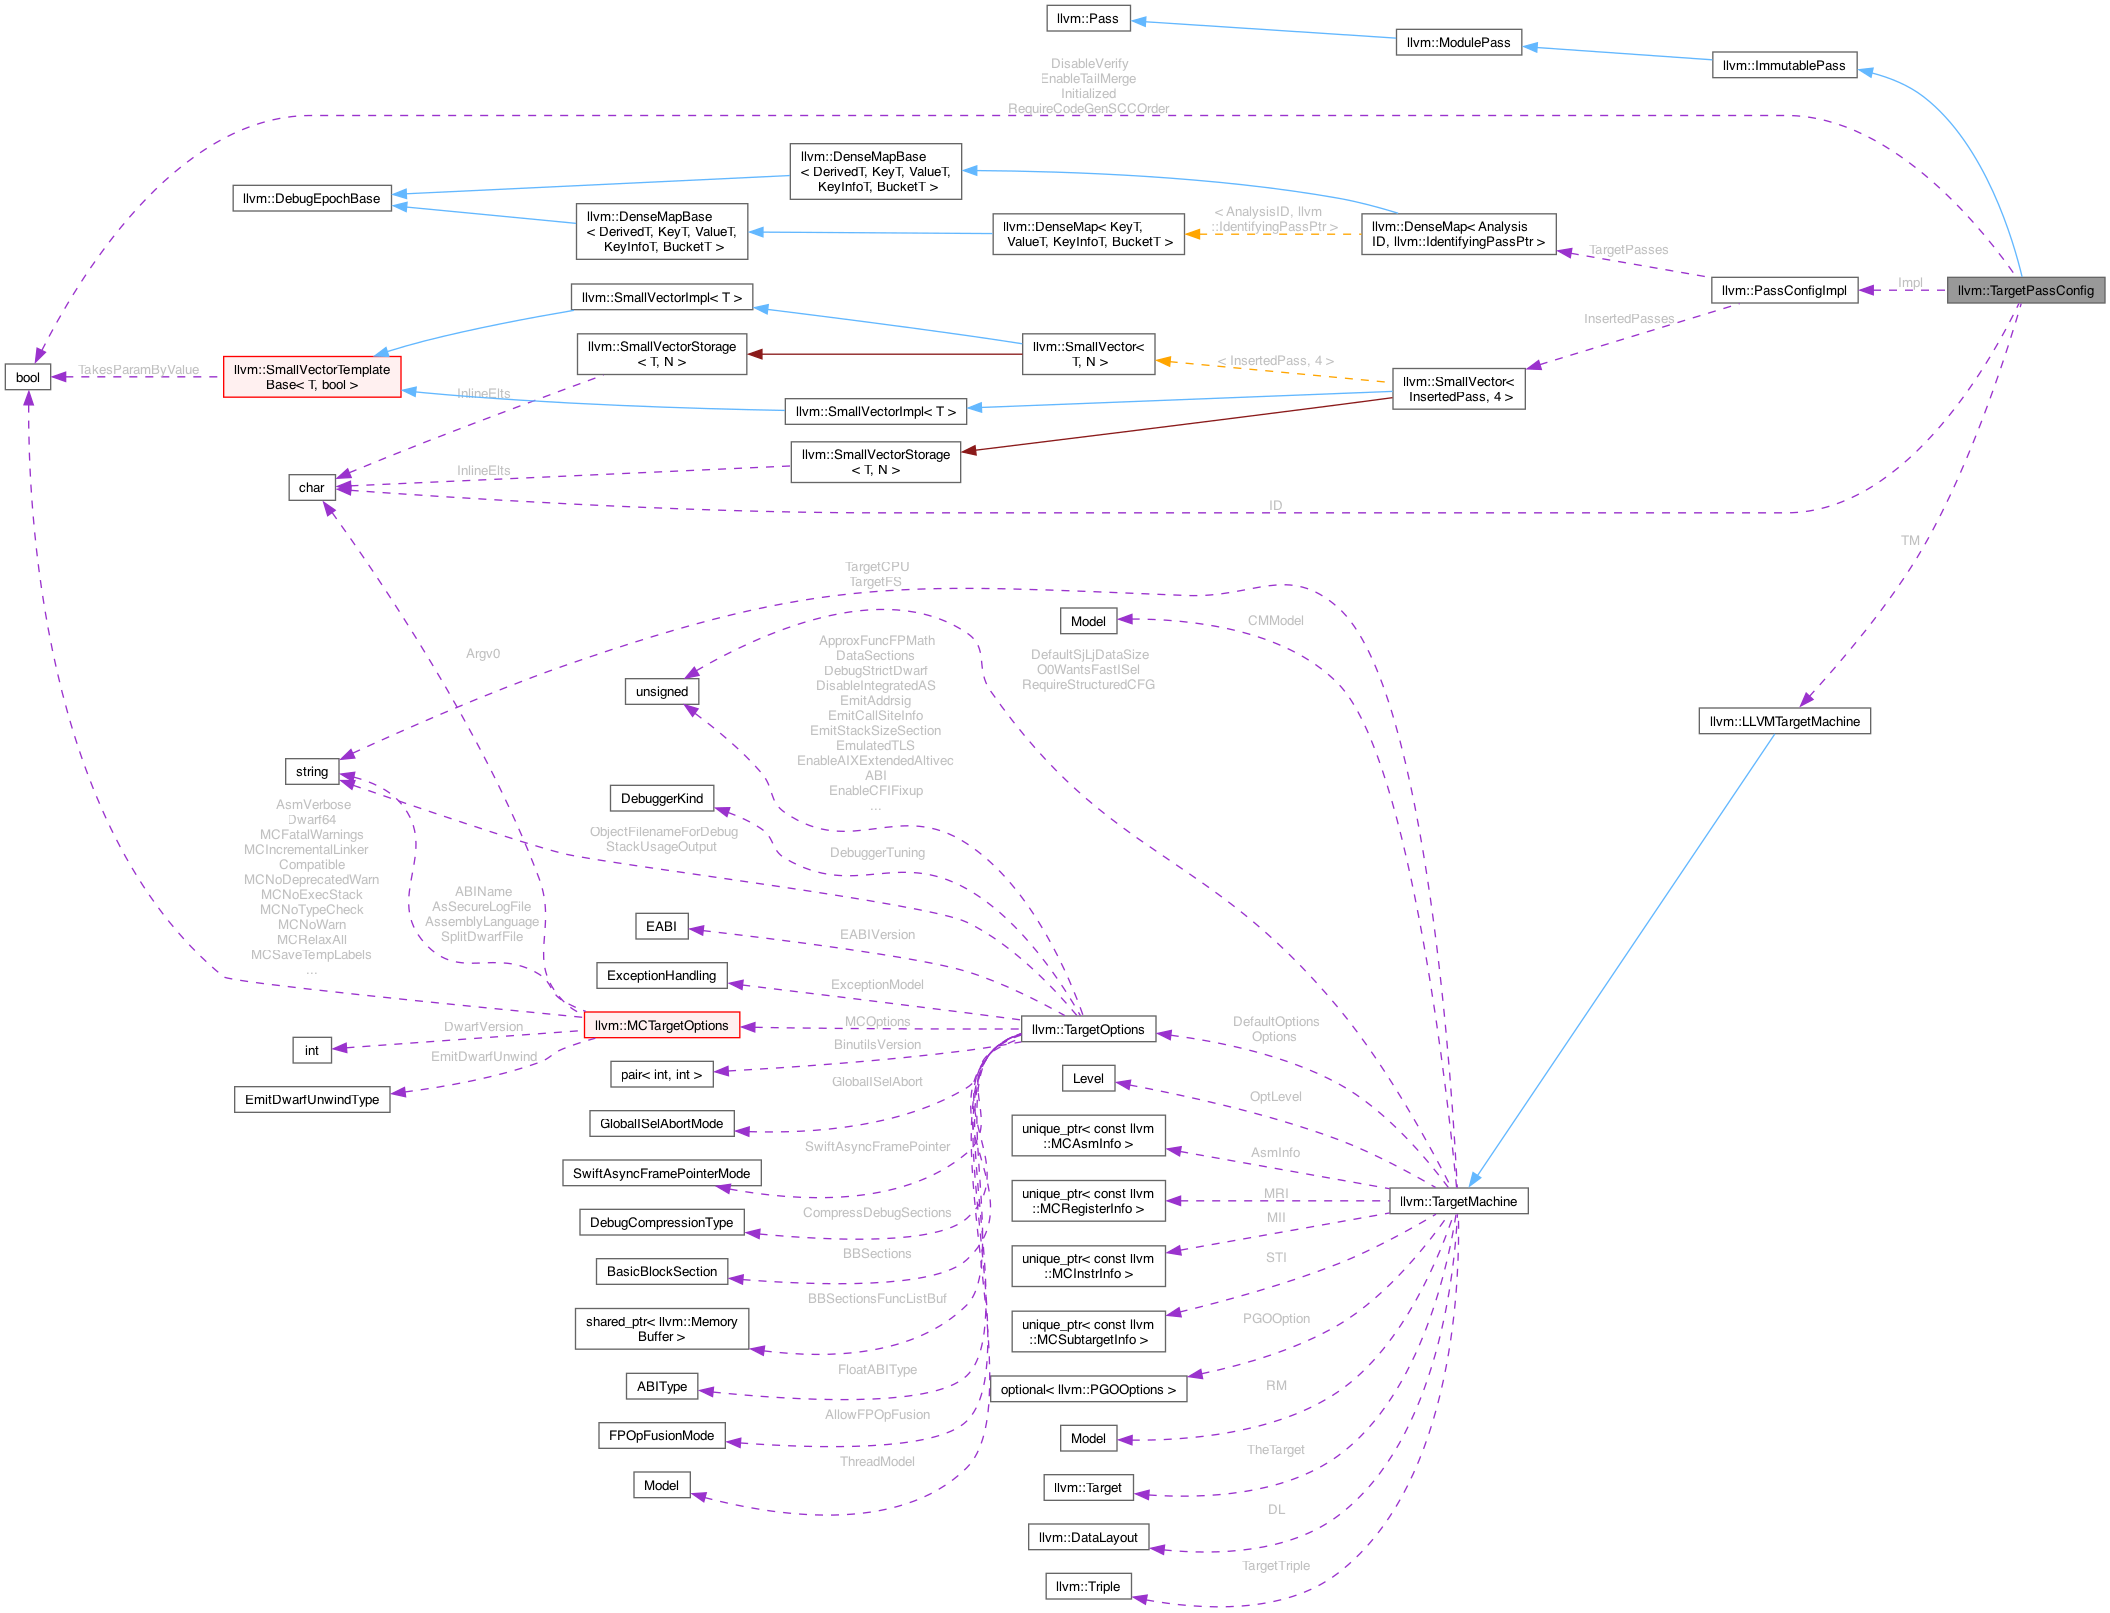 llvm::Pass
llvm::ModulePass
llvm::ImmutablePass
DisableVerify
EnableTailMerge
Initialized
RequireCodeGenSCCOrder
llvm::DenseMapBase
< DerivedT, KeyT, ValueT,
KeyInfoT, BucketT >
llvm::DebugEpochBase
llvm::DenseMapBase
< DerivedT, KeyT, ValueT,
KeyInfoT, BucketT >
llvm::DenseMap< KeyT,
ValueT, KeyInfoT, BucketT >
< AnalysisID, llvm
::IdentifyingPassPtr >
llvm::DenseMap< Analysis
ID, llvm::IdentifyingPassPtr >
TargetPasses
llvm::PassConfigImpl
Impl
llvm::TargetPassConfig
llvm::SmallVectorImpl< T >
InsertedPasses
llvm::SmallVectorStorage
< T, N >
llvm::SmallVector<
T, N >
< InsertedPass, 4 >
bool
TakesParamByValue
llvm::SmallVectorTemplate
Base< T, bool >
InlineElts
llvm::SmallVector<
InsertedPass, 4 >
llvm::SmallVectorImpl< T >
llvm::SmallVectorStorage
< T, N >
InlineElts
char
ID
TM
TargetCPU
TargetFS
Model
CMModel
Argv0
unsigned
ApproxFuncFPMath
DataSections
DebugStrictDwarf
DisableIntegratedAS
EmitAddrsig
EmitCallSiteInfo
EmitStackSizeSection
EmulatedTLS
EnableAIXExtendedAltivec
ABI
EnableCFIFixup
...
DefaultSjLjDataSize
O0WantsFastISel
RequireStructuredCFG
llvm::LLVMTargetMachine
string
DebuggerKind
AsmVerbose
Dwarf64
MCFatalWarnings
MCIncrementalLinker
Compatible
MCNoDeprecatedWarn
MCNoExecStack
MCNoTypeCheck
MCNoWarn
MCRelaxAll
MCSaveTempLabels
...
ObjectFilenameForDebug
StackUsageOutput
DebuggerTuning
ABIName
AsSecureLogFile
AssemblyLanguage
SplitDwarfFile
EABI
EABIVersion
ExceptionHandling
ExceptionModel
llvm::MCTargetOptions
MCOptions
llvm::TargetOptions
DefaultOptions
Options
int
DwarfVersion
BinutilsVersion
EmitDwarfUnwind
pair< int, int >
GlobalISelAbort
Level
OptLevel
EmitDwarfUnwindType
GlobalISelAbortMode
unique_ptr< const llvm
::MCAsmInfo >
AsmInfo
SwiftAsyncFramePointer
SwiftAsyncFramePointerMode
unique_ptr< const llvm
::MCRegisterInfo >
MRI
llvm::TargetMachine
CompressDebugSections
DebugCompressionType
MII
BBSections
BasicBlockSection
unique_ptr< const llvm
::MCInstrInfo >
STI
BBSectionsFuncListBuf
shared_ptr< llvm::Memory
Buffer >
unique_ptr< const llvm
::MCSubtargetInfo >
PGOOption
FloatABIType
ABIType
optional< llvm::PGOOptions >
RM
AllowFPOpFusion
FPOpFusionMode
Model
TheTarget
ThreadModel
Model
llvm::Target
DL
llvm::DataLayout
TargetTriple
llvm::Triple